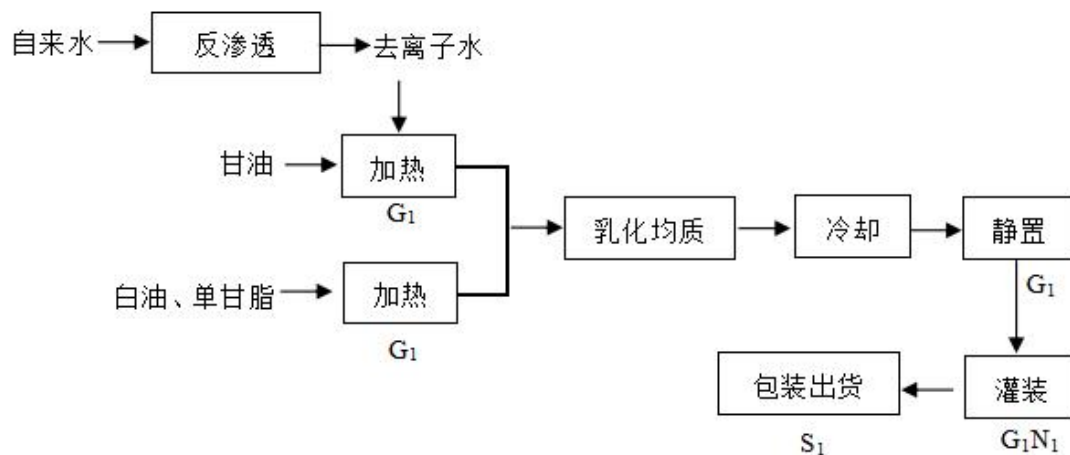 自来水
反渗透
去离子水
甘油
加热
G₁
白油、单甘脂
加热
G₁
乳化均质
冷却
静置
G₁
灌装
G₁N₁
包装出货
S₁